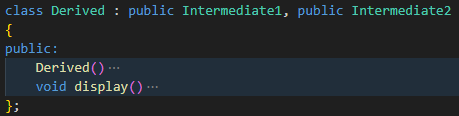 class Derived : public Intermediate1, public Intermediate2
{
public:
    Derived()···
    void display()···
};